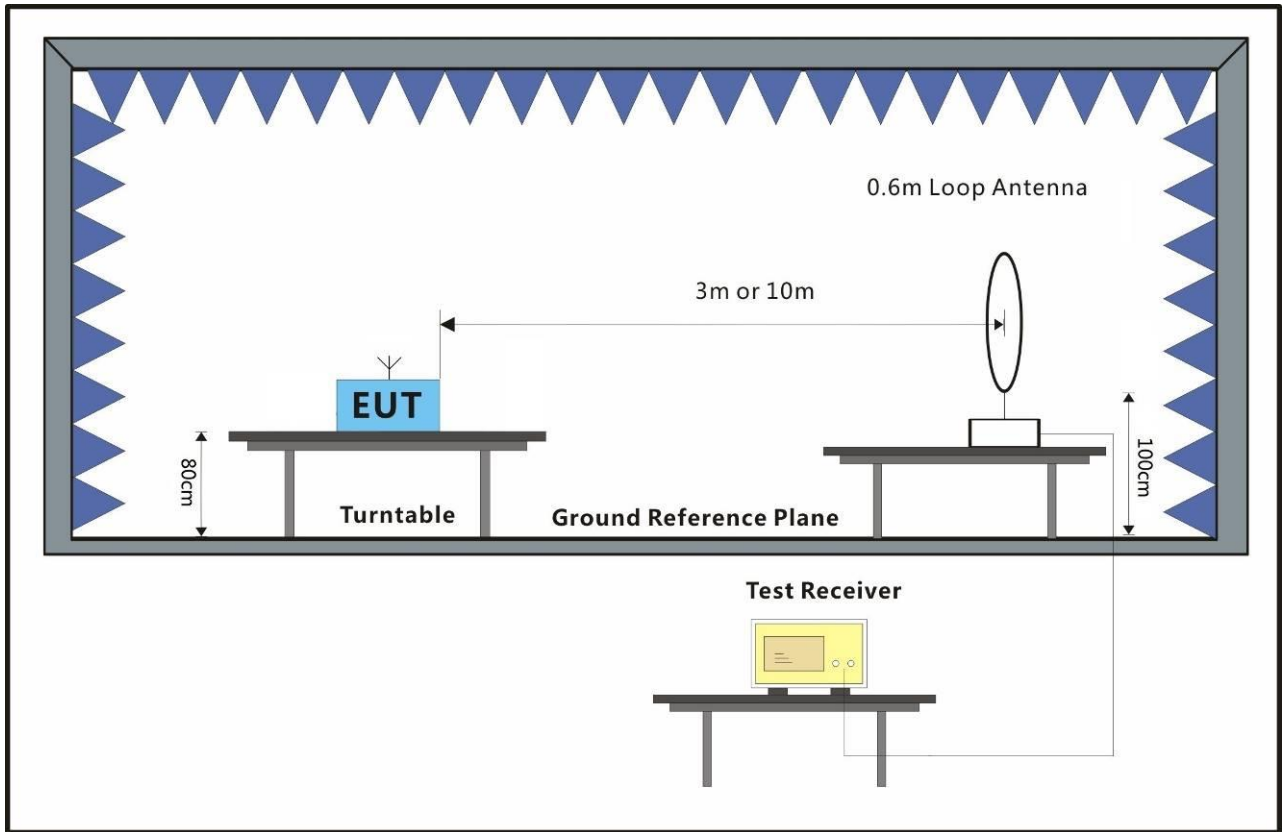 0.6m Loop Antenna
3m or 10m
EUT
80cm
100cm
Turntable
Ground Reference Plane
Test Receiver